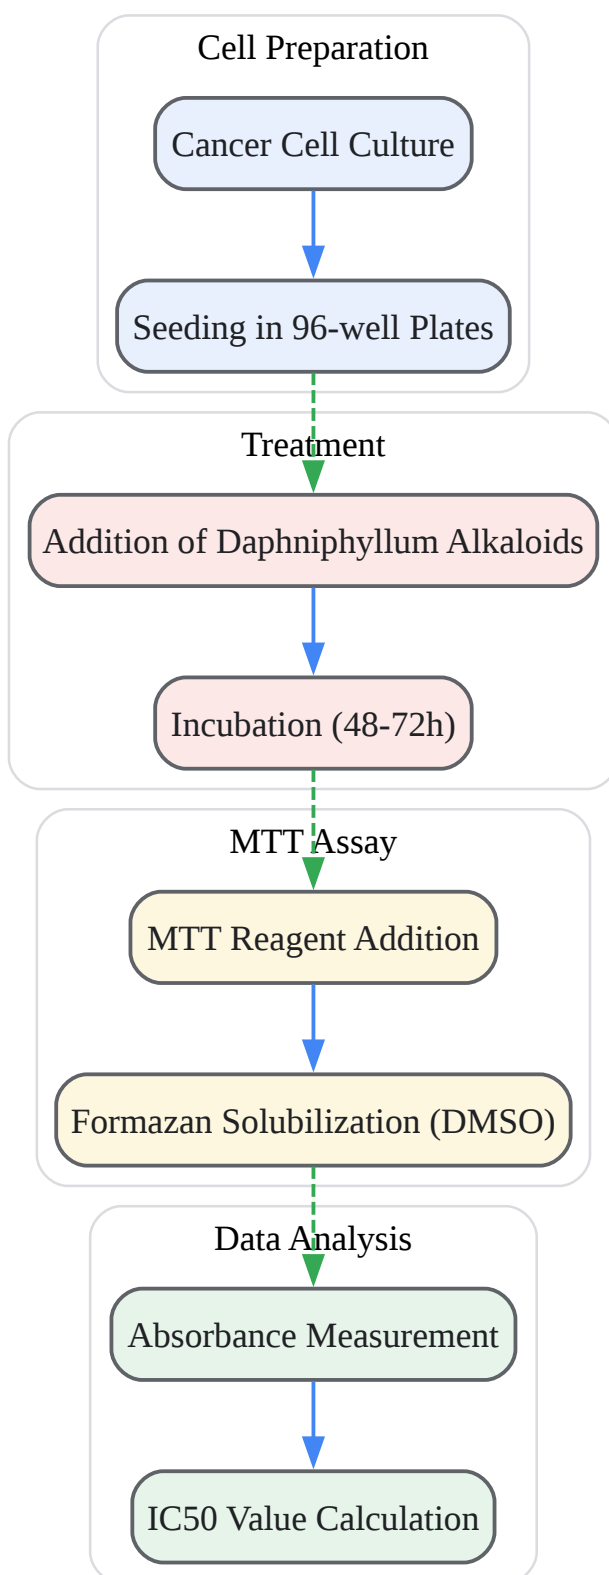 Cell Preparation
Cancer Cell Culture
Seeding in 96-well Plates
Treatment
Addition of Daphniphyllum Alkaloids
Incubation (48-72h)
MTT Assay
MTT Reagent Addition
Formazan Solubilization (DMSO)
Data Analysis
Absorbance Measurement
IC50 Value Calculation